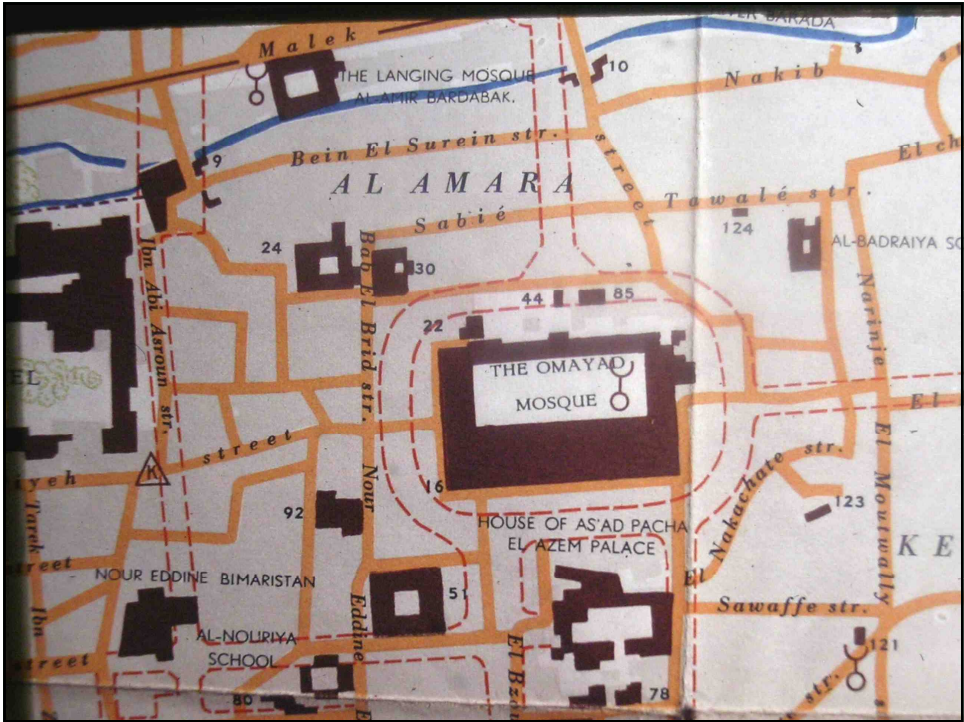 Malek
THE LANGING MOSQUE
AL-AMIR BARDABAK.
BARADA
10
Nakib
9
Bein El Surein str.
street
El ch
AL AMARA
Sabié
Tawalé str.
124
AL-BADRAIYA SC
24
30
Ibn Abi Asroun str.
Bab El Brid str.
44
85
22
Narinje
THE OMAYAD
MOSQUE
EL
El
street
iyeh
K
Nour
Eddine
16
El Nakachate str.
El Moutwally
123
92
HOUSE OF AS'AD PACHA
EL AZEM PALACE
KE
Tarek
street
NOUR EDDINE BIMARISTAN
51
Sawaffe str.
Ibn
AL-NOURIYA
SCHOOL
street
El Bzou
121
str.
80
78